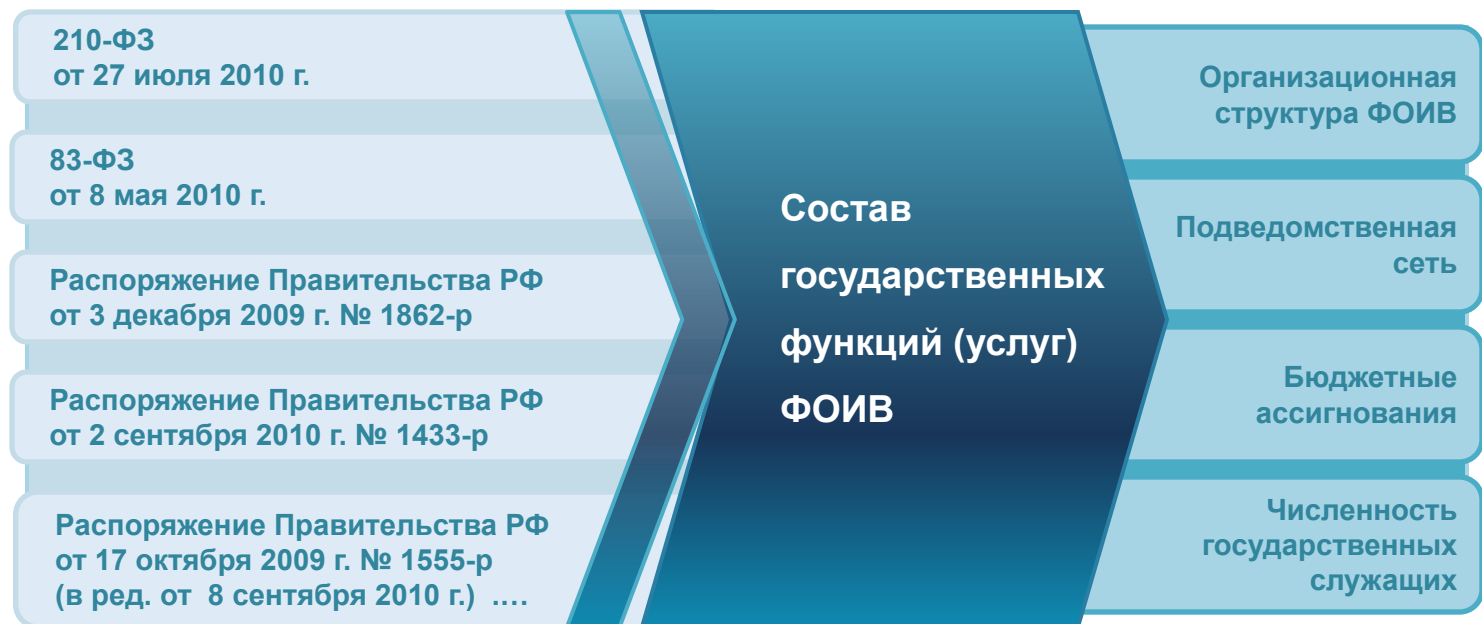 210-ФЗ
от 27 июля 2010 г.
83-ФЗ
от 8 мая 2010 г.
Распоряжение Правительства РФ
от 3 декабря 2009 г. № 1862-р
Распоряжение Правительства РФ
от 2 сентября 2010 г. № 1433-р
Распоряжение Правительства РФ
от 17 октября 2009 г. № 1555-р
(в ред. от 8 сентября 2010 г.) .…
Состав
государственных
функций (услуг)
ФОИВ
Организационная
структура ФОИВ
Подведомственная
сеть
Бюджетные
ассигнования
Численность
государственных
служащих